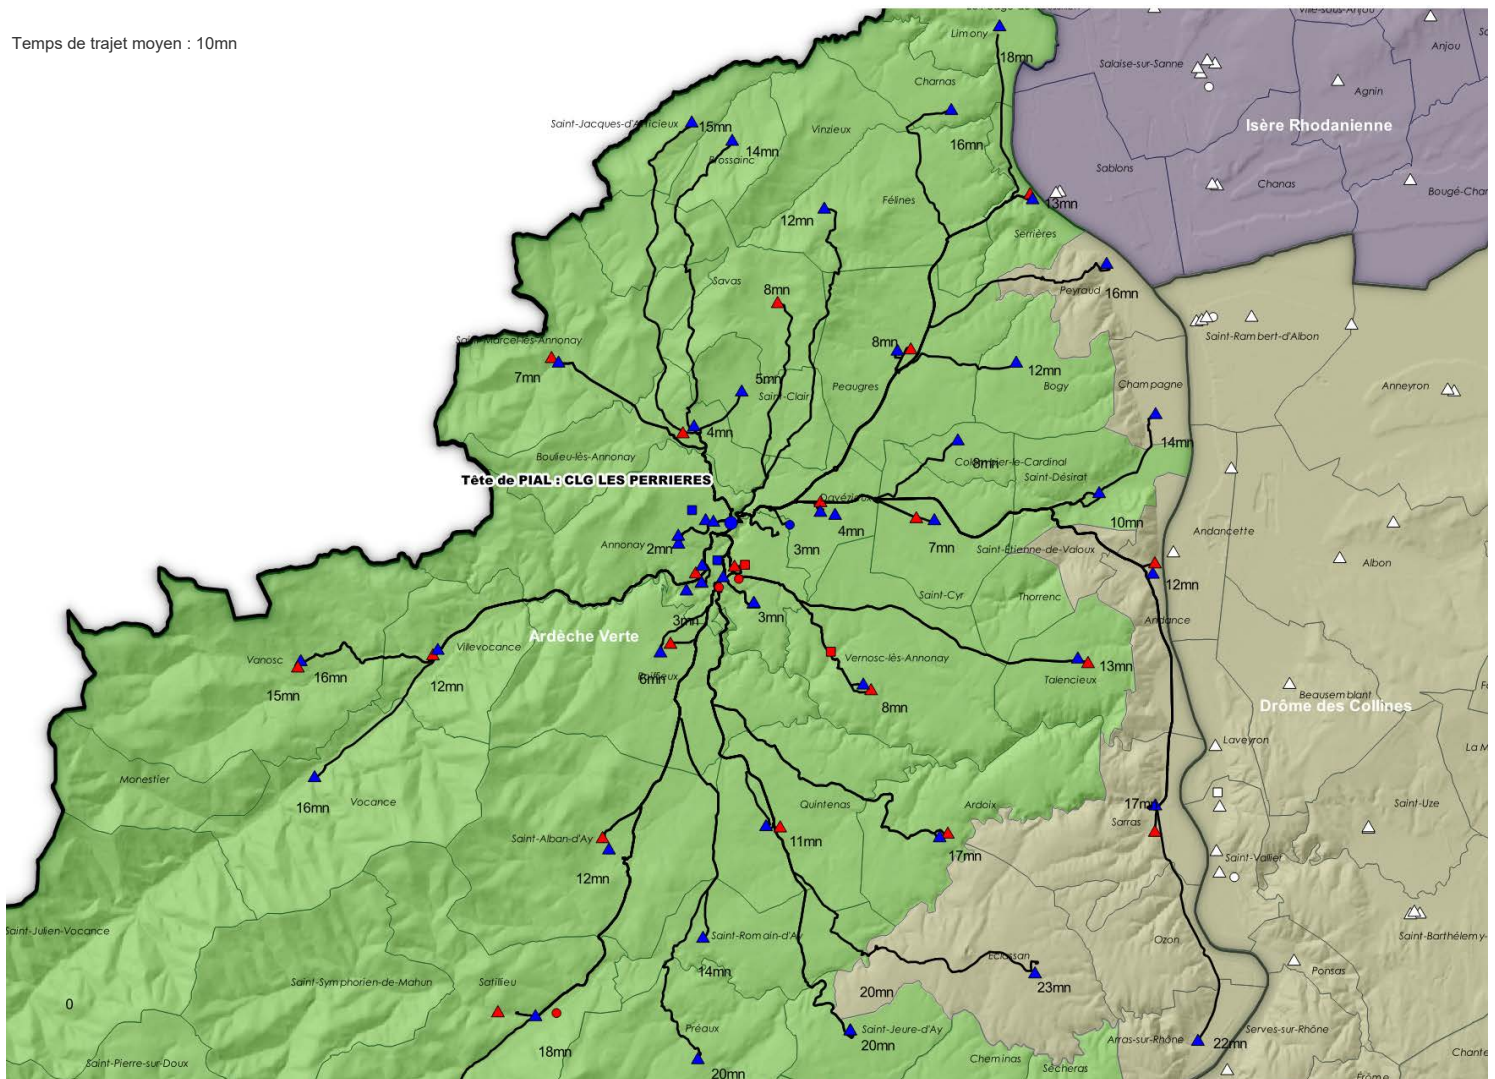 Temps de trajet moyen : 10mn
Limony
18mn
Ville-sous-Anjou
Anjou
Salaise-sur-Sanne
Agnin
Charnas
Isère Rhodanienne
16mn
15mn
Vinzieux
14mn
Brossainc
Sablons
Chanas
Félines
13mn
12mn
Serrières
Savas
8mn
Peyraud
16mn
Saint-Rambert-d'Albon
Saint-Marcel-lès-Annonay
8mn
7mn
12mn
5mn
Peaugres
Bogy
Champagne
Anneyron
Saint-Clair
4mn
14mn
Boulieu-lès-Annonay
Colombier-le-Cardinal
8mn
Saint-Désirat
Tête de PIAL : CLG LES PERRIERES
Davézieux
10mn
4mn
3mn
7mn
Andancette
Annonay
2mn
Saint-Étienne-de-Valoux
Albon
12mn
Saint-Cyr
Thorrenc
3mn
3mn
Andance
Ardèche Verte
Villevocance
Vanosc
16mn
12mn
15mn
Vernosc-lès-Annonay
13mn
Talencieux
6mn
8mn
Beausemblant
Drôme des Collines
Laveyron
Monestier
16mn
Vocance
Quintenas
Ardoix
17mn
Sarras
Saint-Uze
Saint-Alban-d'Ay
11mn
12mn
17mn
Saint-Vallier
Saint-Julien-Vocance
Saint-Romain-d'Ay
Ozon
Eclassan
14mn
Ponsas
Saint-Symphorien-de-Mahun
Satillieu
20mn
23mn
0
18mn
Préaux
Saint-Jeure-d'Ay
20mn
Arras-sur-Rhône
22mn
Serves-sur-Rhône
Saint-Pierre-sur-Doux
20mn
Cheminas
Sécheras
Érôme